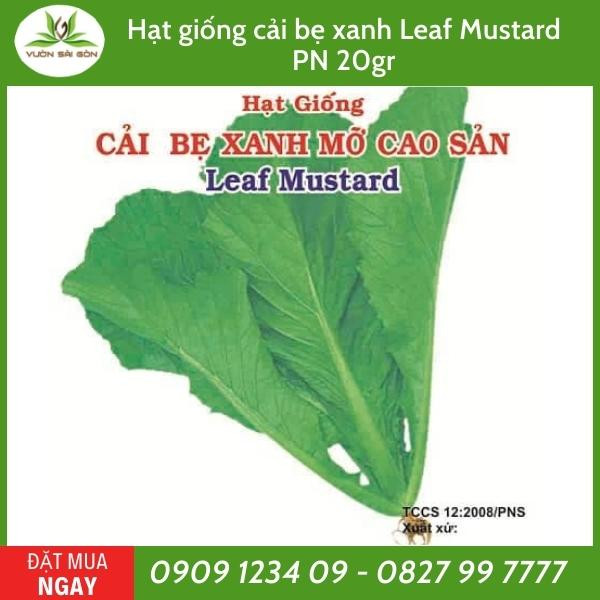 VƯỜN SÀI GÒN
Hạt giống cải bẹ xanh Leaf Mustard
PN 20gr
Hạt Giống
CẢI BẸ XANH MỠ CAO SẢN
Leaf Mustard
TCCS 12:2008/PNS
Xuất xứ:
ĐẶT MUA
NGAY
0909 1234 09 - 0827 99 7777